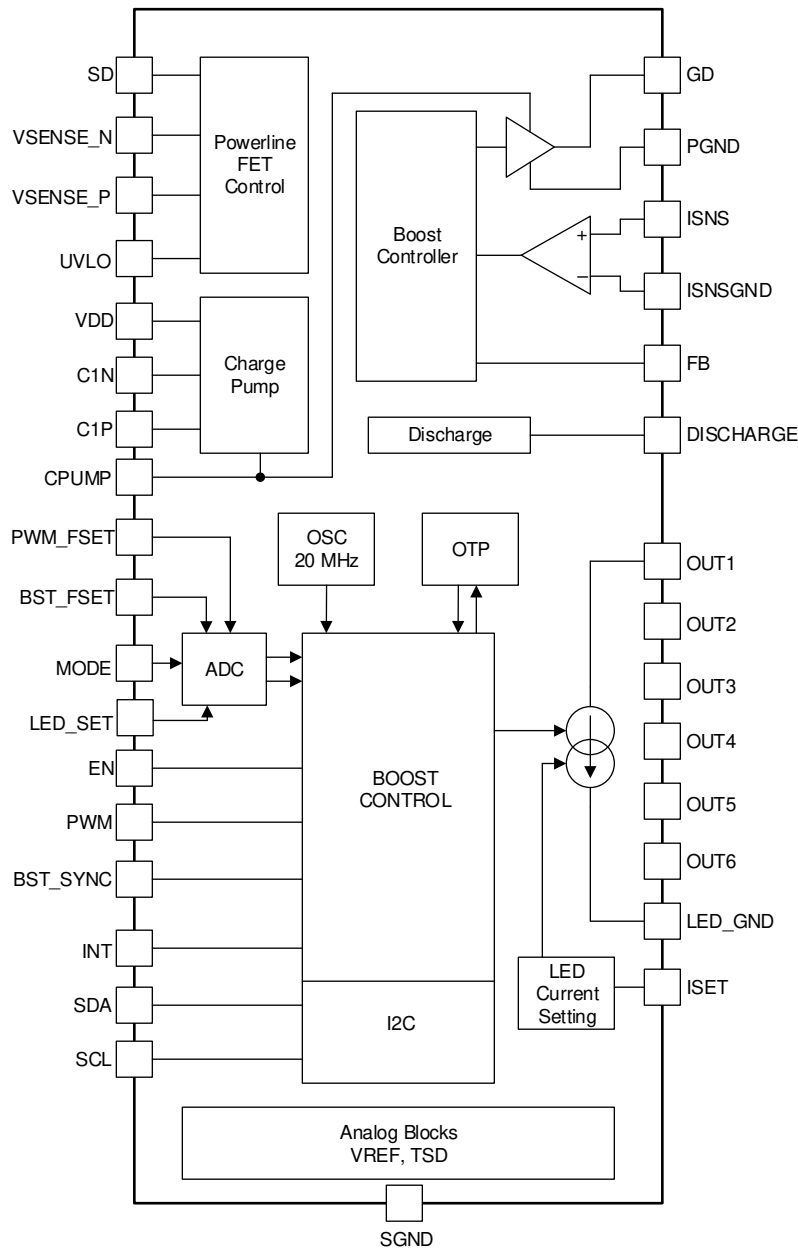 SD
VSENSE_N
VSENSE_P
UVLO
VDD
C1N
C1P
CPUMP
PWM_FSET
BST_FSET
MODE
LED_SET
EN
PWM
BST_SYNC
INT
SDA
SCL
Powerline
FET
Control
Charge
Pump
Boost
Controller
+
−
Discharge
OSC
20 MHz
OTP
ADC
BOOST
CONTROL
I2C
LED
Current
Setting
Analog Blocks
VREF, TSD
GD
PGND
ISNS
ISNSGND
FB
DISCHARGE
OUT1
OUT2
OUT3
OUT4
OUT5
OUT6
LED_GND
ISET
SGND